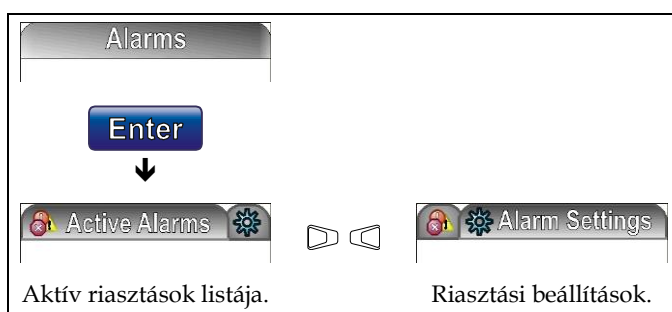 Alarms
Enter
Active Alarms
Alarm Settings
Aktív riasztások listája.
Riasztási beállítások.